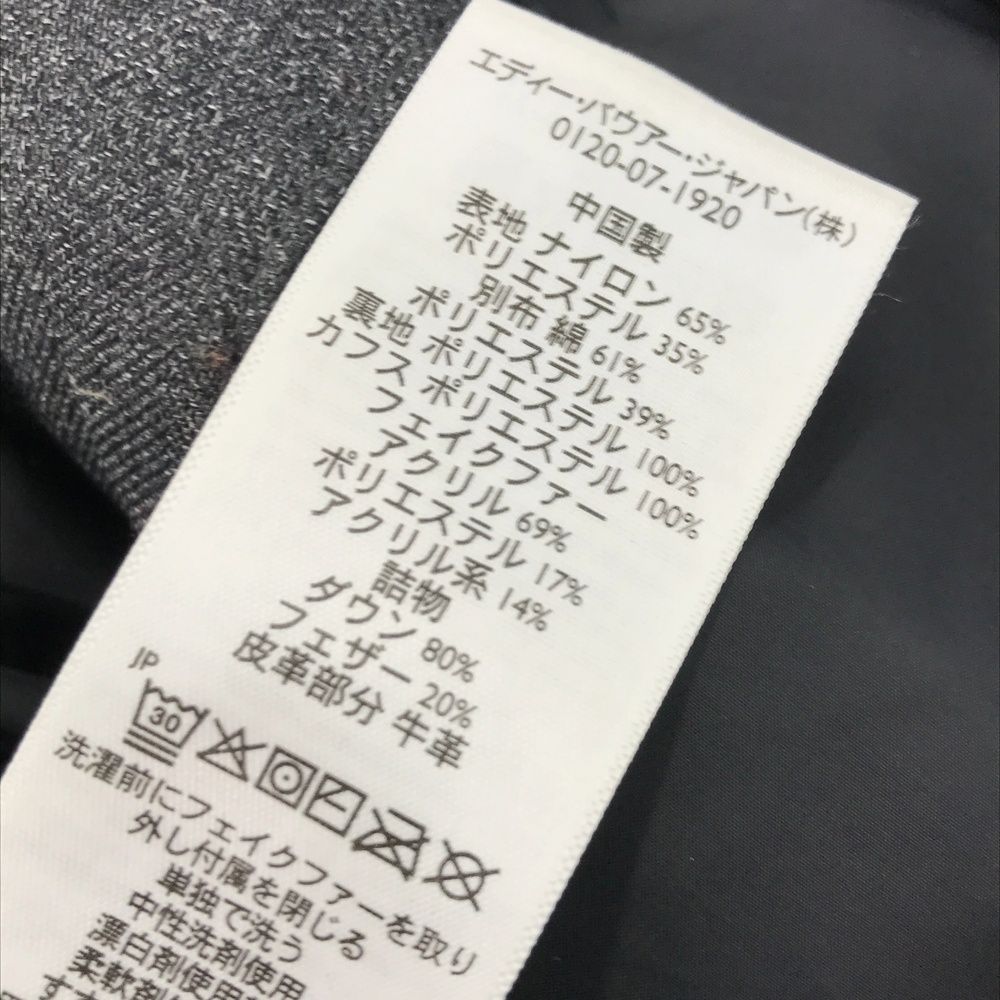 エディー・バウアー・ジャパン(株)
0120-07-1920
中国製
表地 ナイロン 65%
ポリエステル 35%
別布 綿 61%
ポリエステル 39%
裏地 ポリエステル 100%
カフス ポリエステル 100%
フェイクファー
アクリル 69%
ポリエステル 17%
アクリル系 14%
詰物
ダウン 80%
フェザー 20%
皮革部分 牛革
JP
30
洗濯前にフェイクファーを取り
外し付属を閉じる
単独で洗う
中性洗剤使用
漂白剤使用
柔軟剤